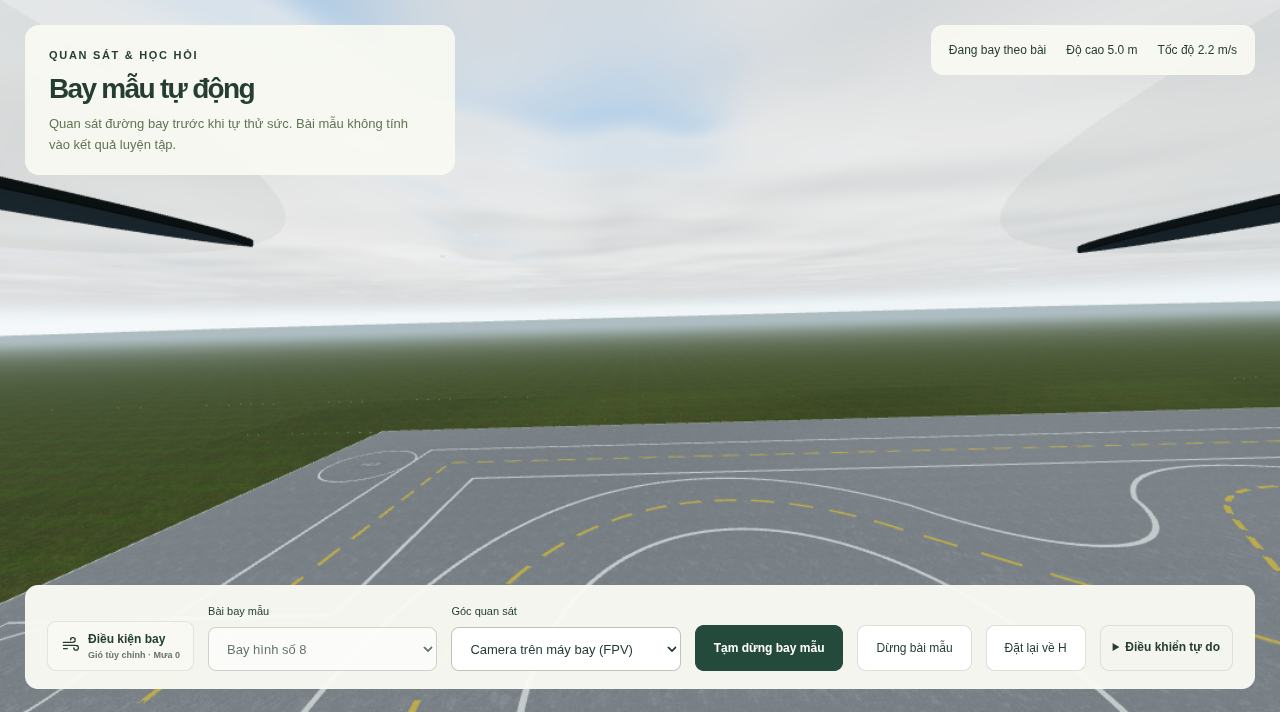 QUAN SÁT & HỌC HỎI
Bay mẫu tự động
Quan sát đường bay trước khi tự thử sức. Bài mẫu không tính
vào kết quả luyện tập.
Đang bay theo bài
Độ cao 5.0 m
Tốc độ 2.2 m/s
Điều kiện bay
Gió tùy chỉnh · Mưa 0
Bài bay mẫu
Bay hình số 8
Góc quan sát
Camera trên máy bay (FPV)
Tạm dừng bay mẫu
Dừng bài mẫu
Đặt lại về H
Điều khiển tự do